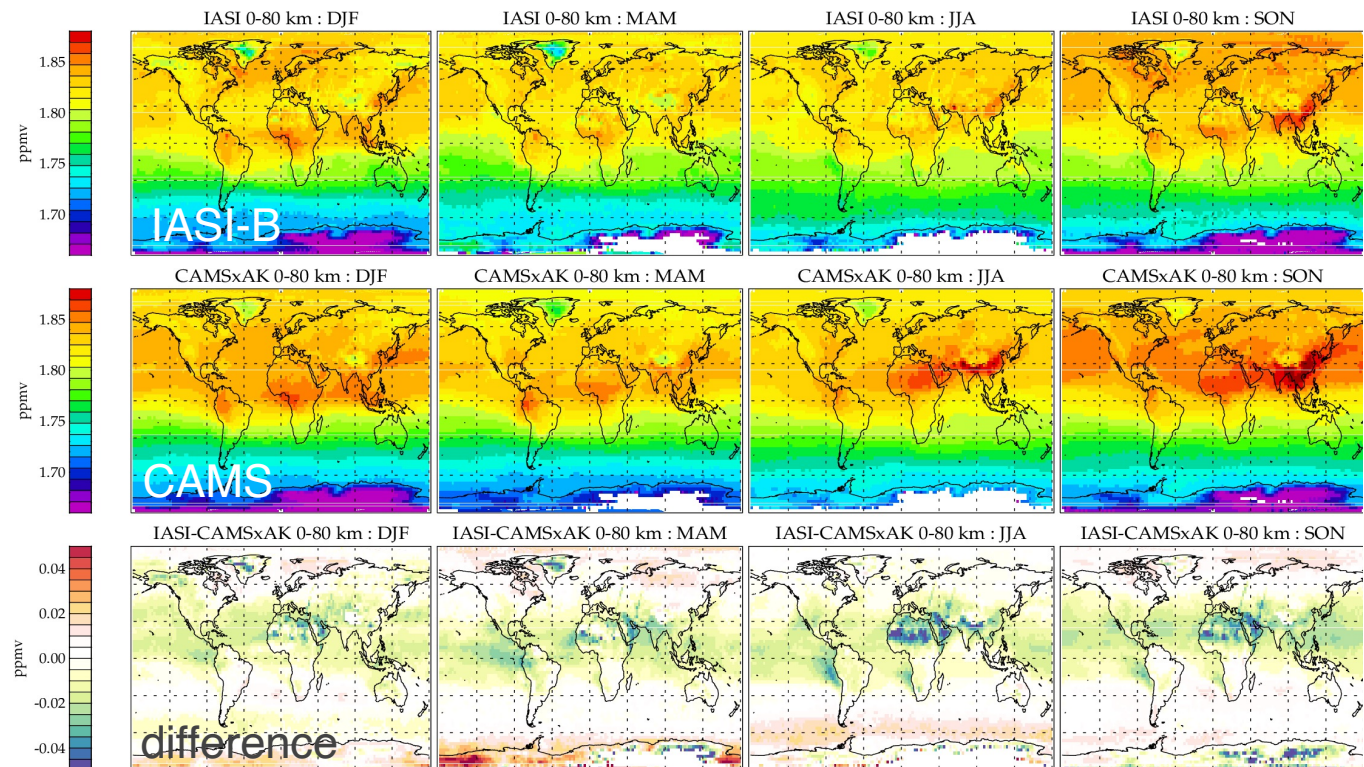 IASI 0-80 km : DJF
IASI 0-80 km : MAM
IASI 0-80 km : JJA
IASI 0-80 km : SON
1.85
1.80
1.75
1.70
ppmv
IASI-B
CAMSxAK 0-80 km : DJF
CAMSxAK 0-80 km : MAM
CAMSxAK 0-80 km : JJA
CAMSxAK 0-80 km : SON
1.85
1.80
1.75
1.70
ppmv
CAMS
IASI-CAMSxAK 0-80 km : DJF
IASI-CAMSxAK 0-80 km : MAM
IASI-CAMSxAK 0-80 km : JJA
IASI-CAMSxAK 0-80 km : SON
0.04
0.02
0.00
-0.02
-0.04
ppmv
difference